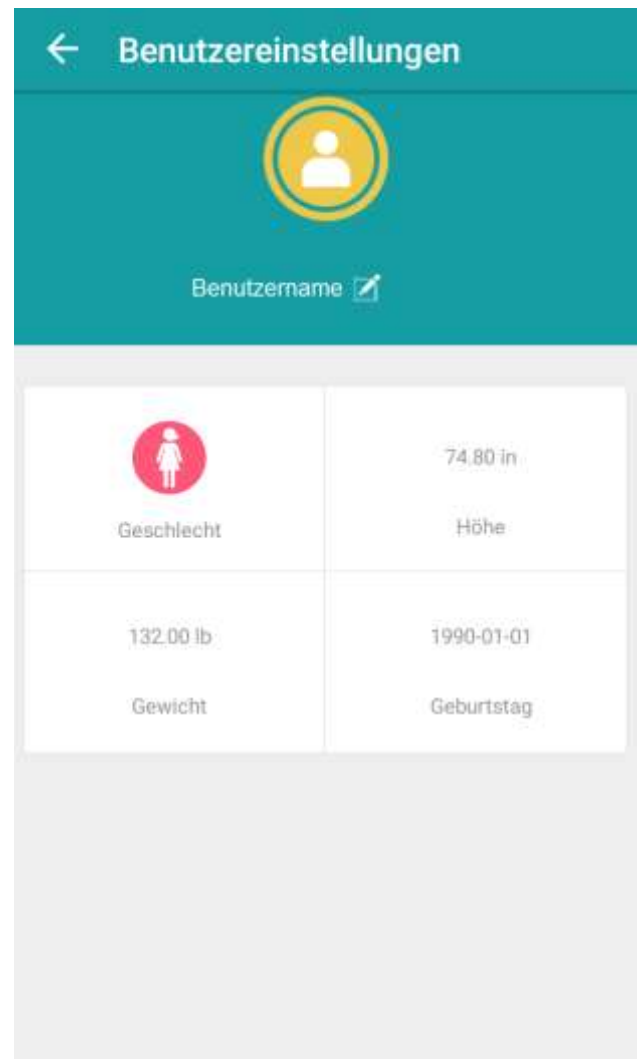 Benutzereinstellungen
Benutzername
74.80 in
Geschlecht
Höhe
132.00 lb
1990-01-01
Gewicht
Geburtstag